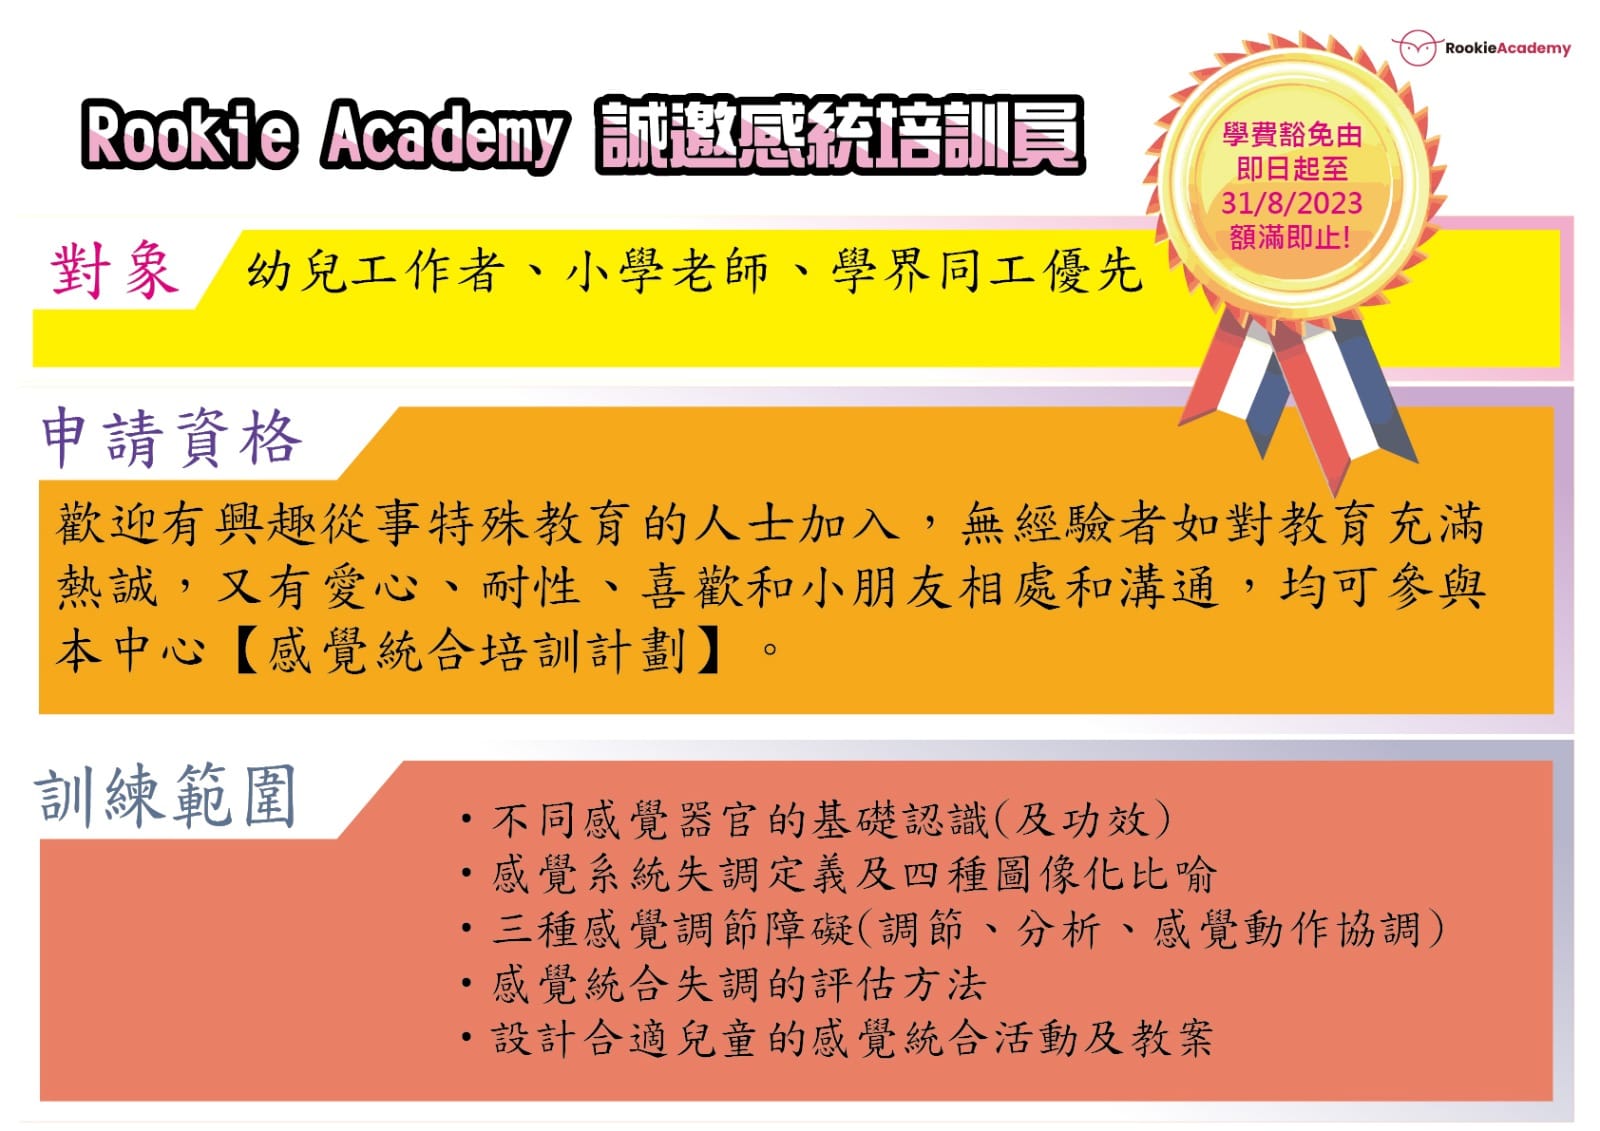 RookieAcademy
Rookie Academy 誠邀感統培訓員
學費豁免由
即日起至
31/8/2023
額滿即止!
對象
幼兒工作者、小學老師、學界同工優先
申請資格
歡迎有興趣從事特殊教育的人士加入，無經驗者如對教育充滿
熱誠，又有愛心、耐性、喜歡和小朋友相處和溝通，均可參與
本中心【感覺統合培訓計劃】。
訓練範圍
・不同感覺器官的基礎認識(及功效)
・感覺系統失調定義及四種圖像化比喻
・三種感覺調節障礙(調節、分析、感覺動作協調)
・感覺統合失調的評估方法
・設計合適兒童的感覺統合活動及教案